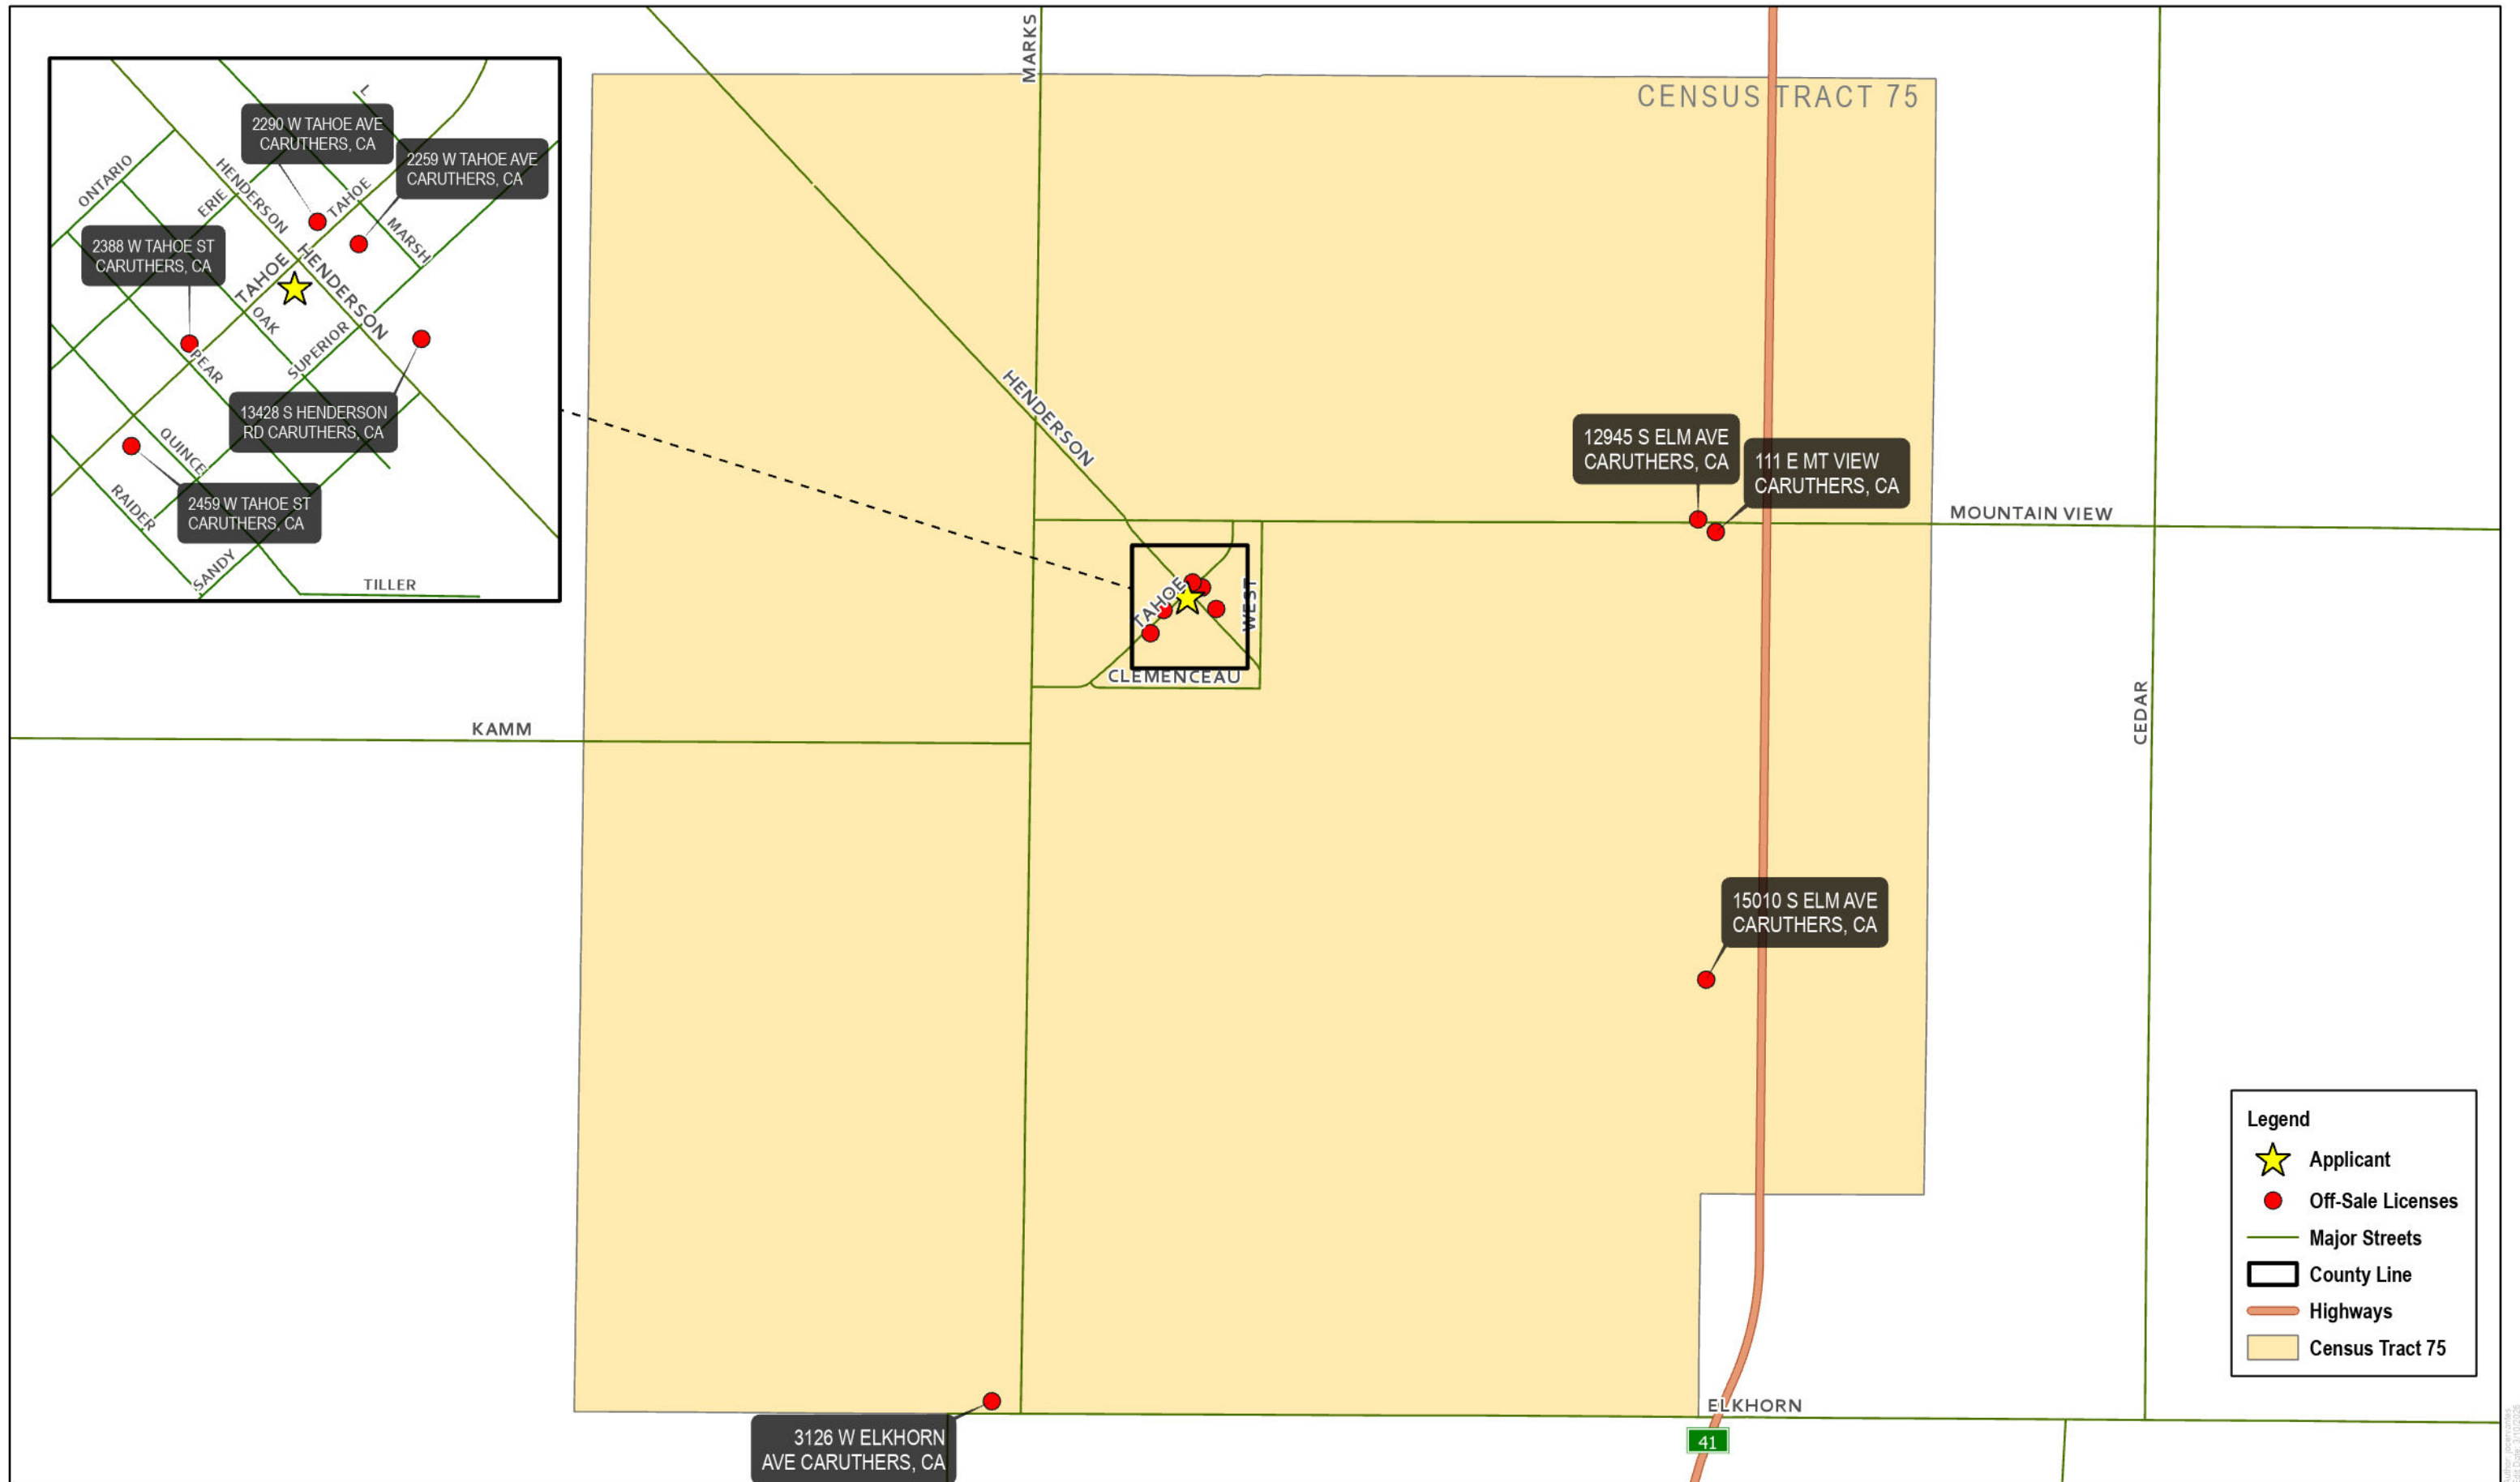 MARKS
CENSUS TRACT 75
L
2290 W TAHOE AVE
CARUTHERS, CA
2259 W TAHOE AVE
CARUTHERS, CA
ONTARIO
HENDERSON
ERIE
TAHOE
MARSH
2388 W TAHOE ST
CARUTHERS, CA
TAHOE
HENDERSON
OAK
SUPERIOR
PEAR
13428 S HENDERSON
RD CARUTHERS, CA
QUINCE
RAIDER
2459 W TAHOE ST
CARUTHERS, CA
SANDY
TILLER
HENDERSON
12945 S ELM AVE
CARUTHERS, CA
111 E MT VIEW
CARUTHERS, CA
MOUNTAIN VIEW
TAHOE
WEST
CLEMENCEAU
KAMM
CEDAR
15010 S ELM AVE
CARUTHERS, CA
ELKHORN
41
3126 W ELKHORN
AVE CARUTHERS, CA
Legend
Applicant
Off-Sale Licenses
Major Streets
County Line
Highways
Census Tract 75